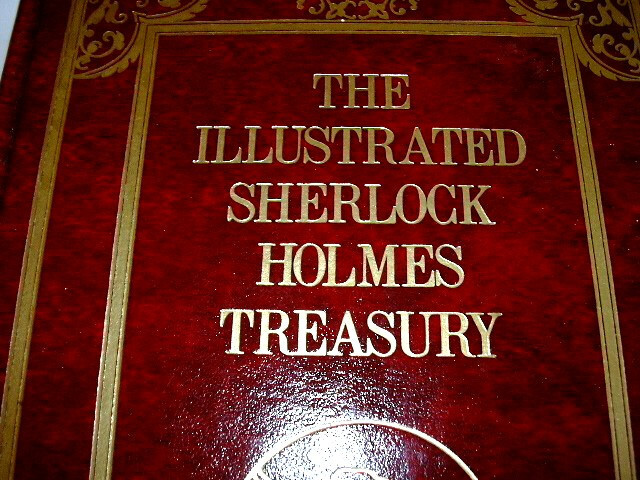 THE
ILLUSTRATED
SHERLOCK
HOLMES
TREASURY